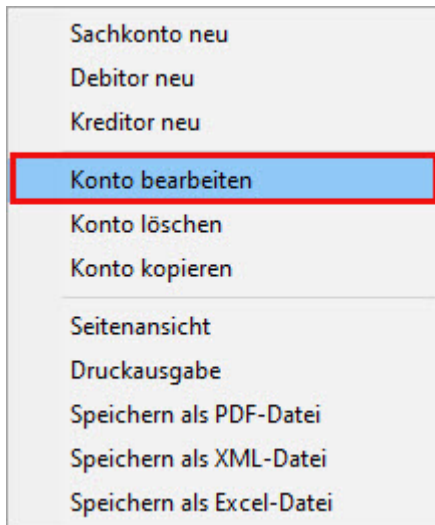 Sachkonto neu
Debitor neu
Kreditor neu
Konto bearbeiten
Konto löschen
Konto kopieren
Seitenansicht
Druckausgabe
Speichern als PDF-Datei
Speichern als XML-Datei
Speichern als Excel-Datei